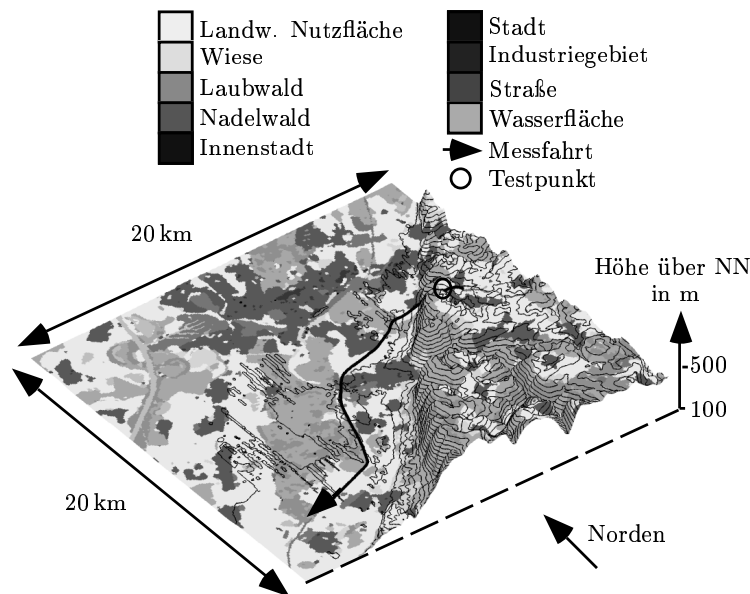 Landw. Nutzfläche
Wiese
Laubwald
Nadelwald
Innenstadt
Stadt
Industriegebiet
Straße
Wasserfläche
Messfahrt
Testpunkt
20 km
Höhe über NN
in m
500
100
20 km
Norden